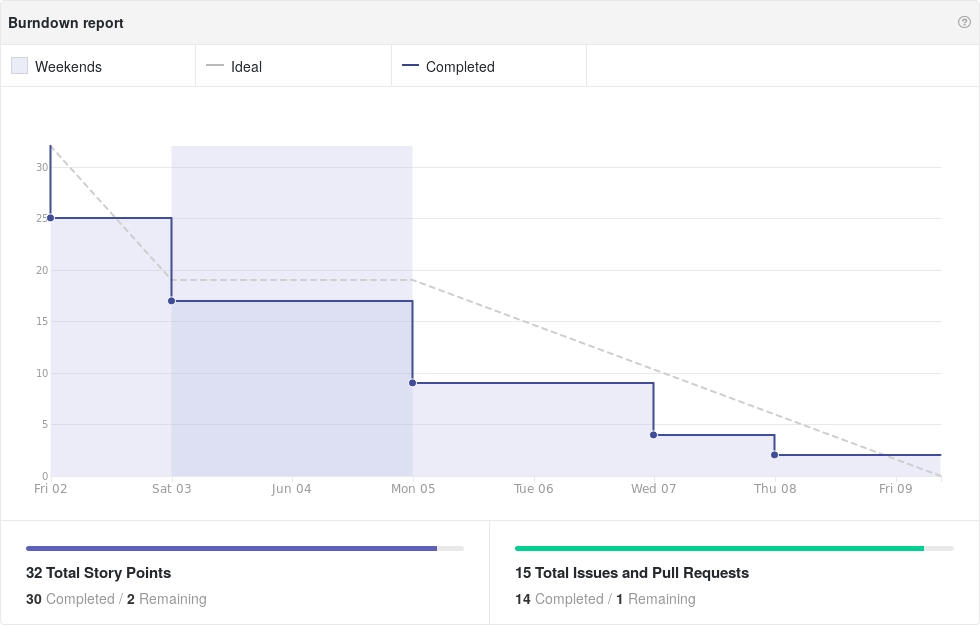 Burndown report
Weekends
Ideal
Completed
30
25
20
15
10
5
0
Fri 02 Sat 03 Jun 04 Mon 05 Tue 06 Wed 07 Thu 08 Fri 09
32 Total Story Points
30 Completed / 2 Remaining
15 Total Issues and Pull Requests
14 Completed / 1 Remaining